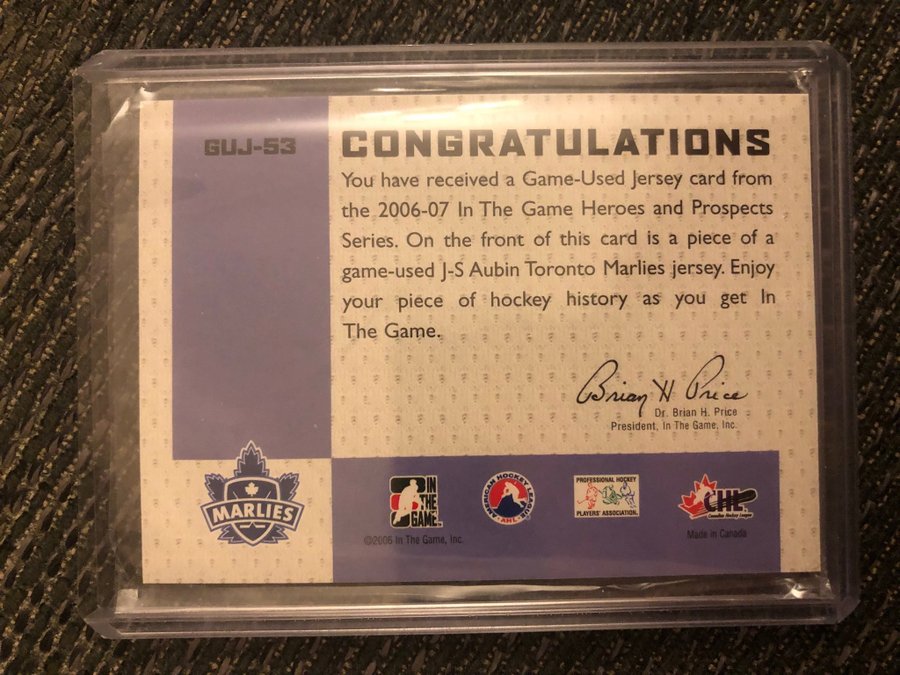 GUJ-53
CONGRATULATIONS
You have received a Game-Used Jersey card from
the 2006-07 In The Game Heroes and Prospects
Series. On the front of this card is a piece of a
game-used J-S Aubin Toronto Marlies jersey. Enjoy
your piece of hockey history as you get In
The Game.
Brian H Price
Dr. Brian H. Price
President, In The Game, Inc.
MARLIES
IN
THE
GAME
©2006 In The Game, Inc.
AMERICAN HOCKEY LEAGUE
AHL
PROFESSIONAL HOCKEY
PLAYERS' ASSOCIATION
CHL
Canadian Hockey League
Made in Canada